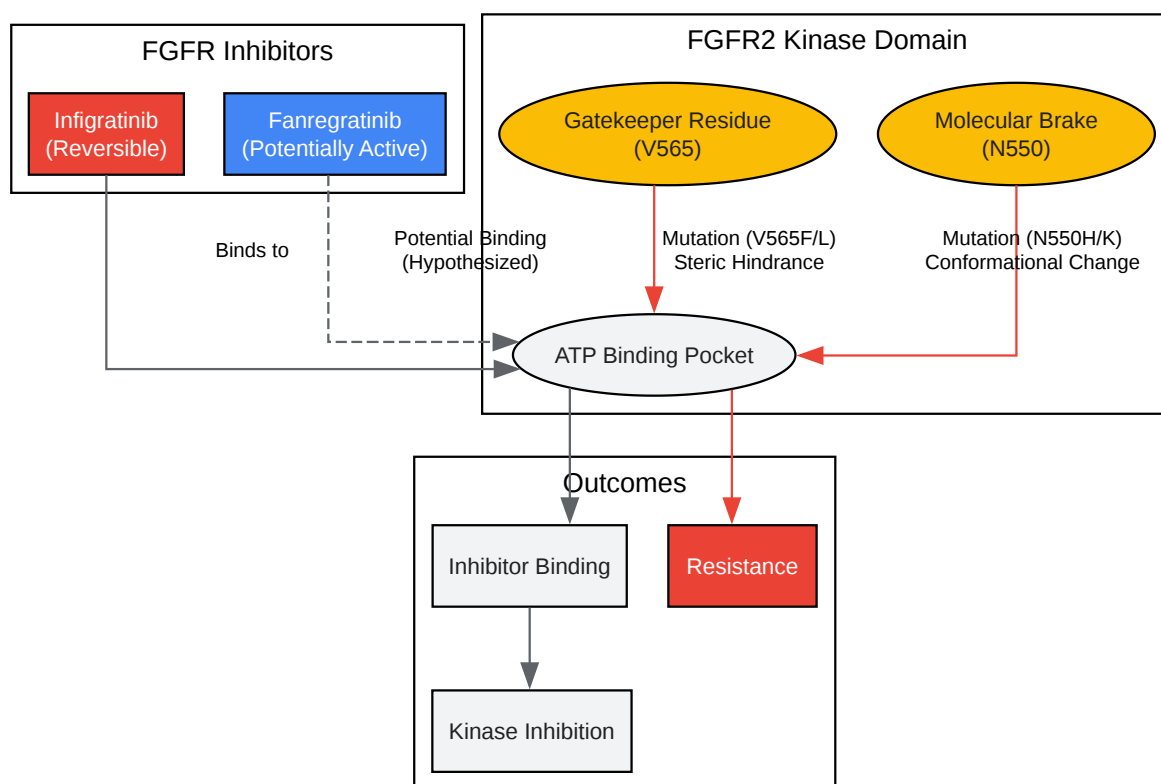 FGFR Inhibitors
Infigratinib
(Reversible)
Fanregratinib
(Potentially Active)
FGFR2 Kinase Domain
Gatekeeper Residue
(V565)
Molecular Brake
(N550)
Binds to
Potential Binding
(Hypothesized)
Mutation (V565F/L)
Steric Hindrance
Mutation (N550H/K)
Conformational Change
ATP Binding Pocket
Outcomes
Inhibitor Binding
Resistance
Kinase Inhibition